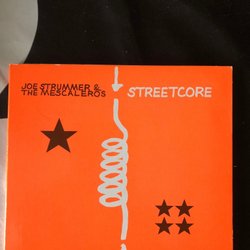 JOE STRUMMER &
THE MESCALEROS
STREETCORE